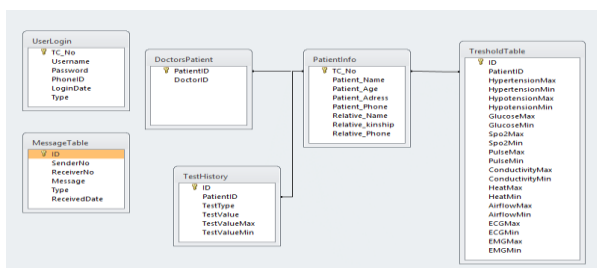 UserLogin
TC_No
Username
Password
PhoneID
LoginDate
Type
DoctorsPatient
PatientID
DoctorID
PatientInfo
TC_No
Patient_Name
Patient_Age
Patient_Adress
Patient_Phone
Relative_Name
Relative_kinship
Relative_Phone
TresholdTable
ID
PatientID
HypertensionMax
HypertensionMin
HypotensionMax
HypotensionMin
GlucoseMax
GlucoseMin
Spo2Max
Spo2Min
PulseMax
PulseMin
ConductivityMax
ConductivityMin
HeatMax
HeatMin
AirflowMax
AirflowMin
ECGMax
ECGMin
EMGMax
EMGMin
MessageTable
ID
SenderNo
ReceiverNo
Message
Type
ReceivedDate
TestHistory
ID
PatientID
TestType
TestValue
TestValueMax
TestValueMin